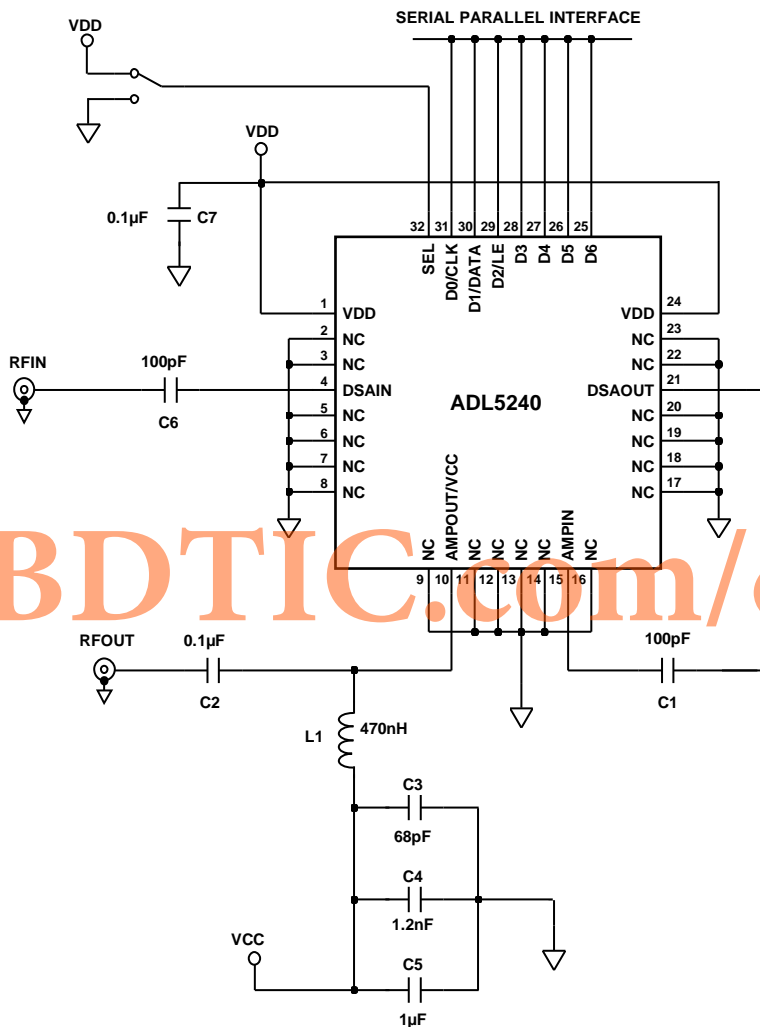 SERIAL PARALLEL INTERFACE
VDD
VDD
0.1µF
C7
32 31 30 29 28 27 26 25
SEL
D0/CLK
D1/DATA
D2/LE
D3
D4
D5
D6
1 VDD
2 NC
3 NC
4 DSAIN
5 NC
6 NC
7 NC
8 NC
RFIN
100pF
C6
ADL5240
VDD 24
NC 23
NC 22
DSAOUT 21
NC 20
NC 19
NC 18
NC 17
NC
AMPOUT/VCC
NC
NC
NC
NC
AMPIN
NC
9 10 11 12 13 14 15 16
BDTIC.com/
RFOUT
0.1µF
C2
100pF
C1
L1
470nH
C3
68pF
C4
1.2nF
VCC
C5
1µF